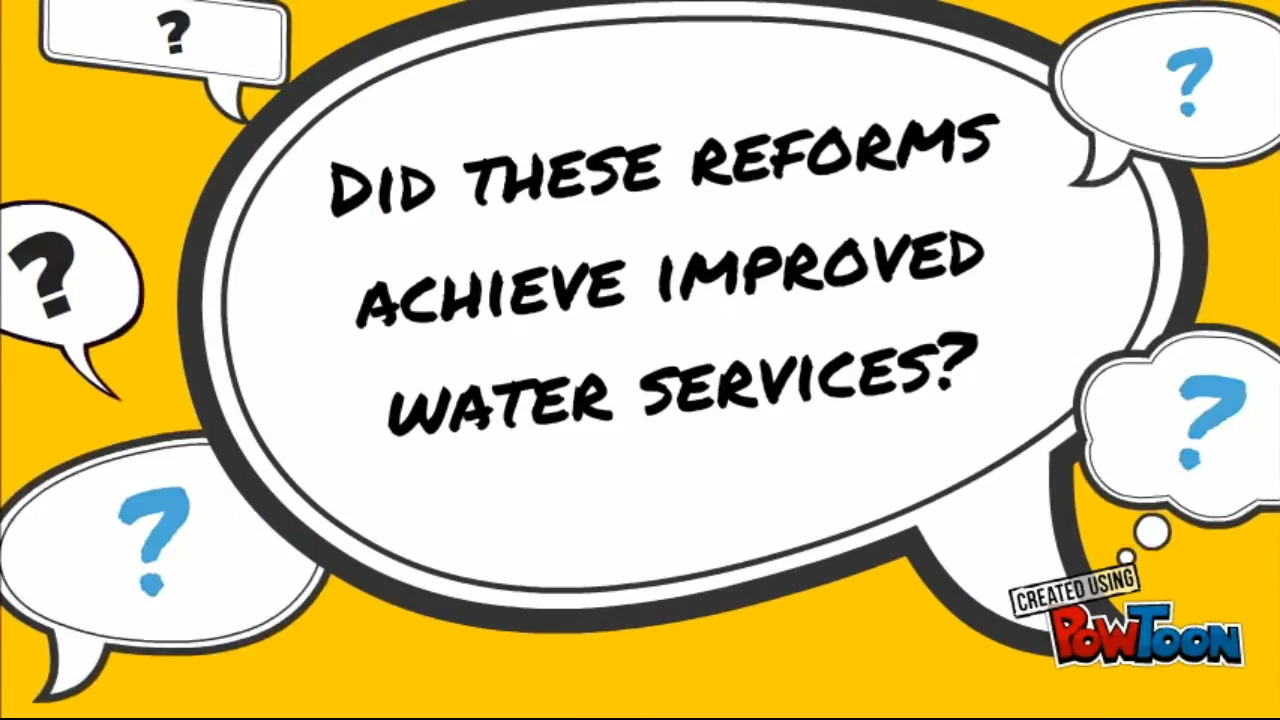 ?
?
DID THESE REFORMS
ACHIEVE IMPROVED
WATER SERVICES?
?
?
?
CREATED USING
POWTOON